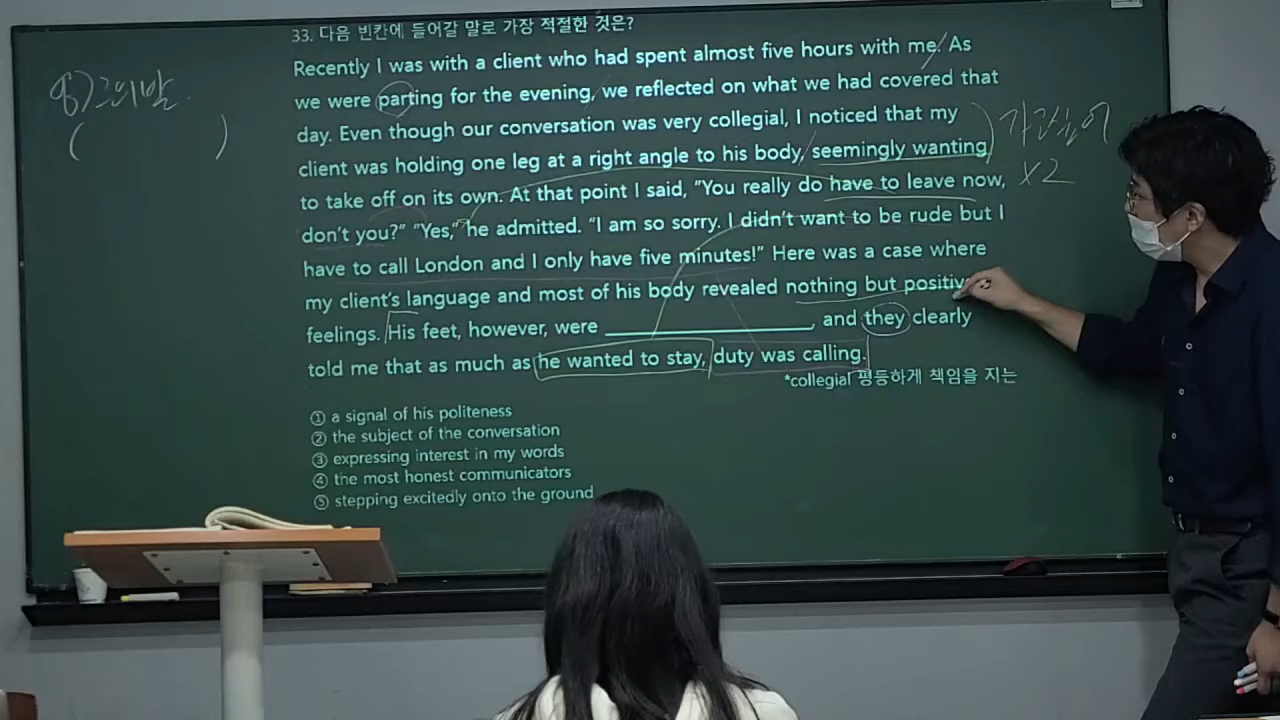 33. 다음 빈칸에 들어갈 말로 가장 적절한 것은?
Recently I was with a client who had spent almost five hours with me. As
we were parting for the evening, we reflected on what we had covered that
day. Even though our conversation was very collegial, I noticed that my
client was holding one leg at a right angle to his body, seemingly wanting
to take off on its own. At that point I said, "You really do have to leave now,
don't you?" "Yes," he admitted. "I am so sorry. I didn't want to be rude but I
have to call London and I only have five minutes!" Here was a case where
my client's language and most of his body revealed nothing but positive
feelings. His feet, however, were ____________________, and they clearly
told me that as much as he wanted to stay, duty was calling.
*collegial 평등하게 책임을 지는
① a signal of his politeness
② the subject of the conversation
③ expressing interest in my words
④ the most honest communicators
⑤ stepping excitedly onto the ground
그의 발
( )
가고싶어
x2